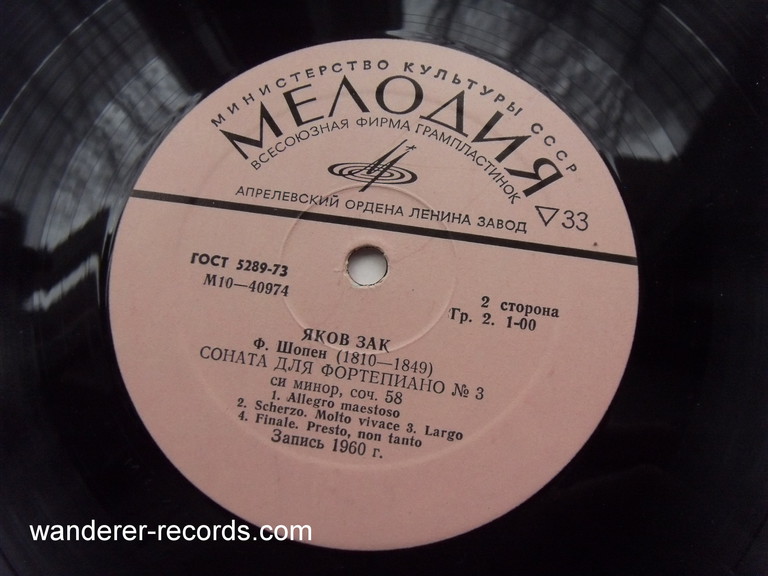 МИНИСТЕРСТВО КУЛЬТУРЫ СССР
МЕЛОДИЯ
ВСЕСОЮЗНАЯ ФИРМА ГРАМПЛАСТИНОК
АПРЕЛЕВСКИЙ ОРДЕНА ЛЕНИНА ЗАВОД
33
ГОСТ 5289-73
М10—40974
2 сторона
Гр. 2. 1-00
ЯКОВ ЗАК
Ф. Шопен (1810—1849)
СОНАТА ДЛЯ ФОРТЕПИАНО № 3
си минор, соч. 58
1. Allegro maestoso
2. Scherzo. Molto vivace 3. Largo
4. Finale. Presto, non tanto
Запись 1960 г.
wanderer-records.com